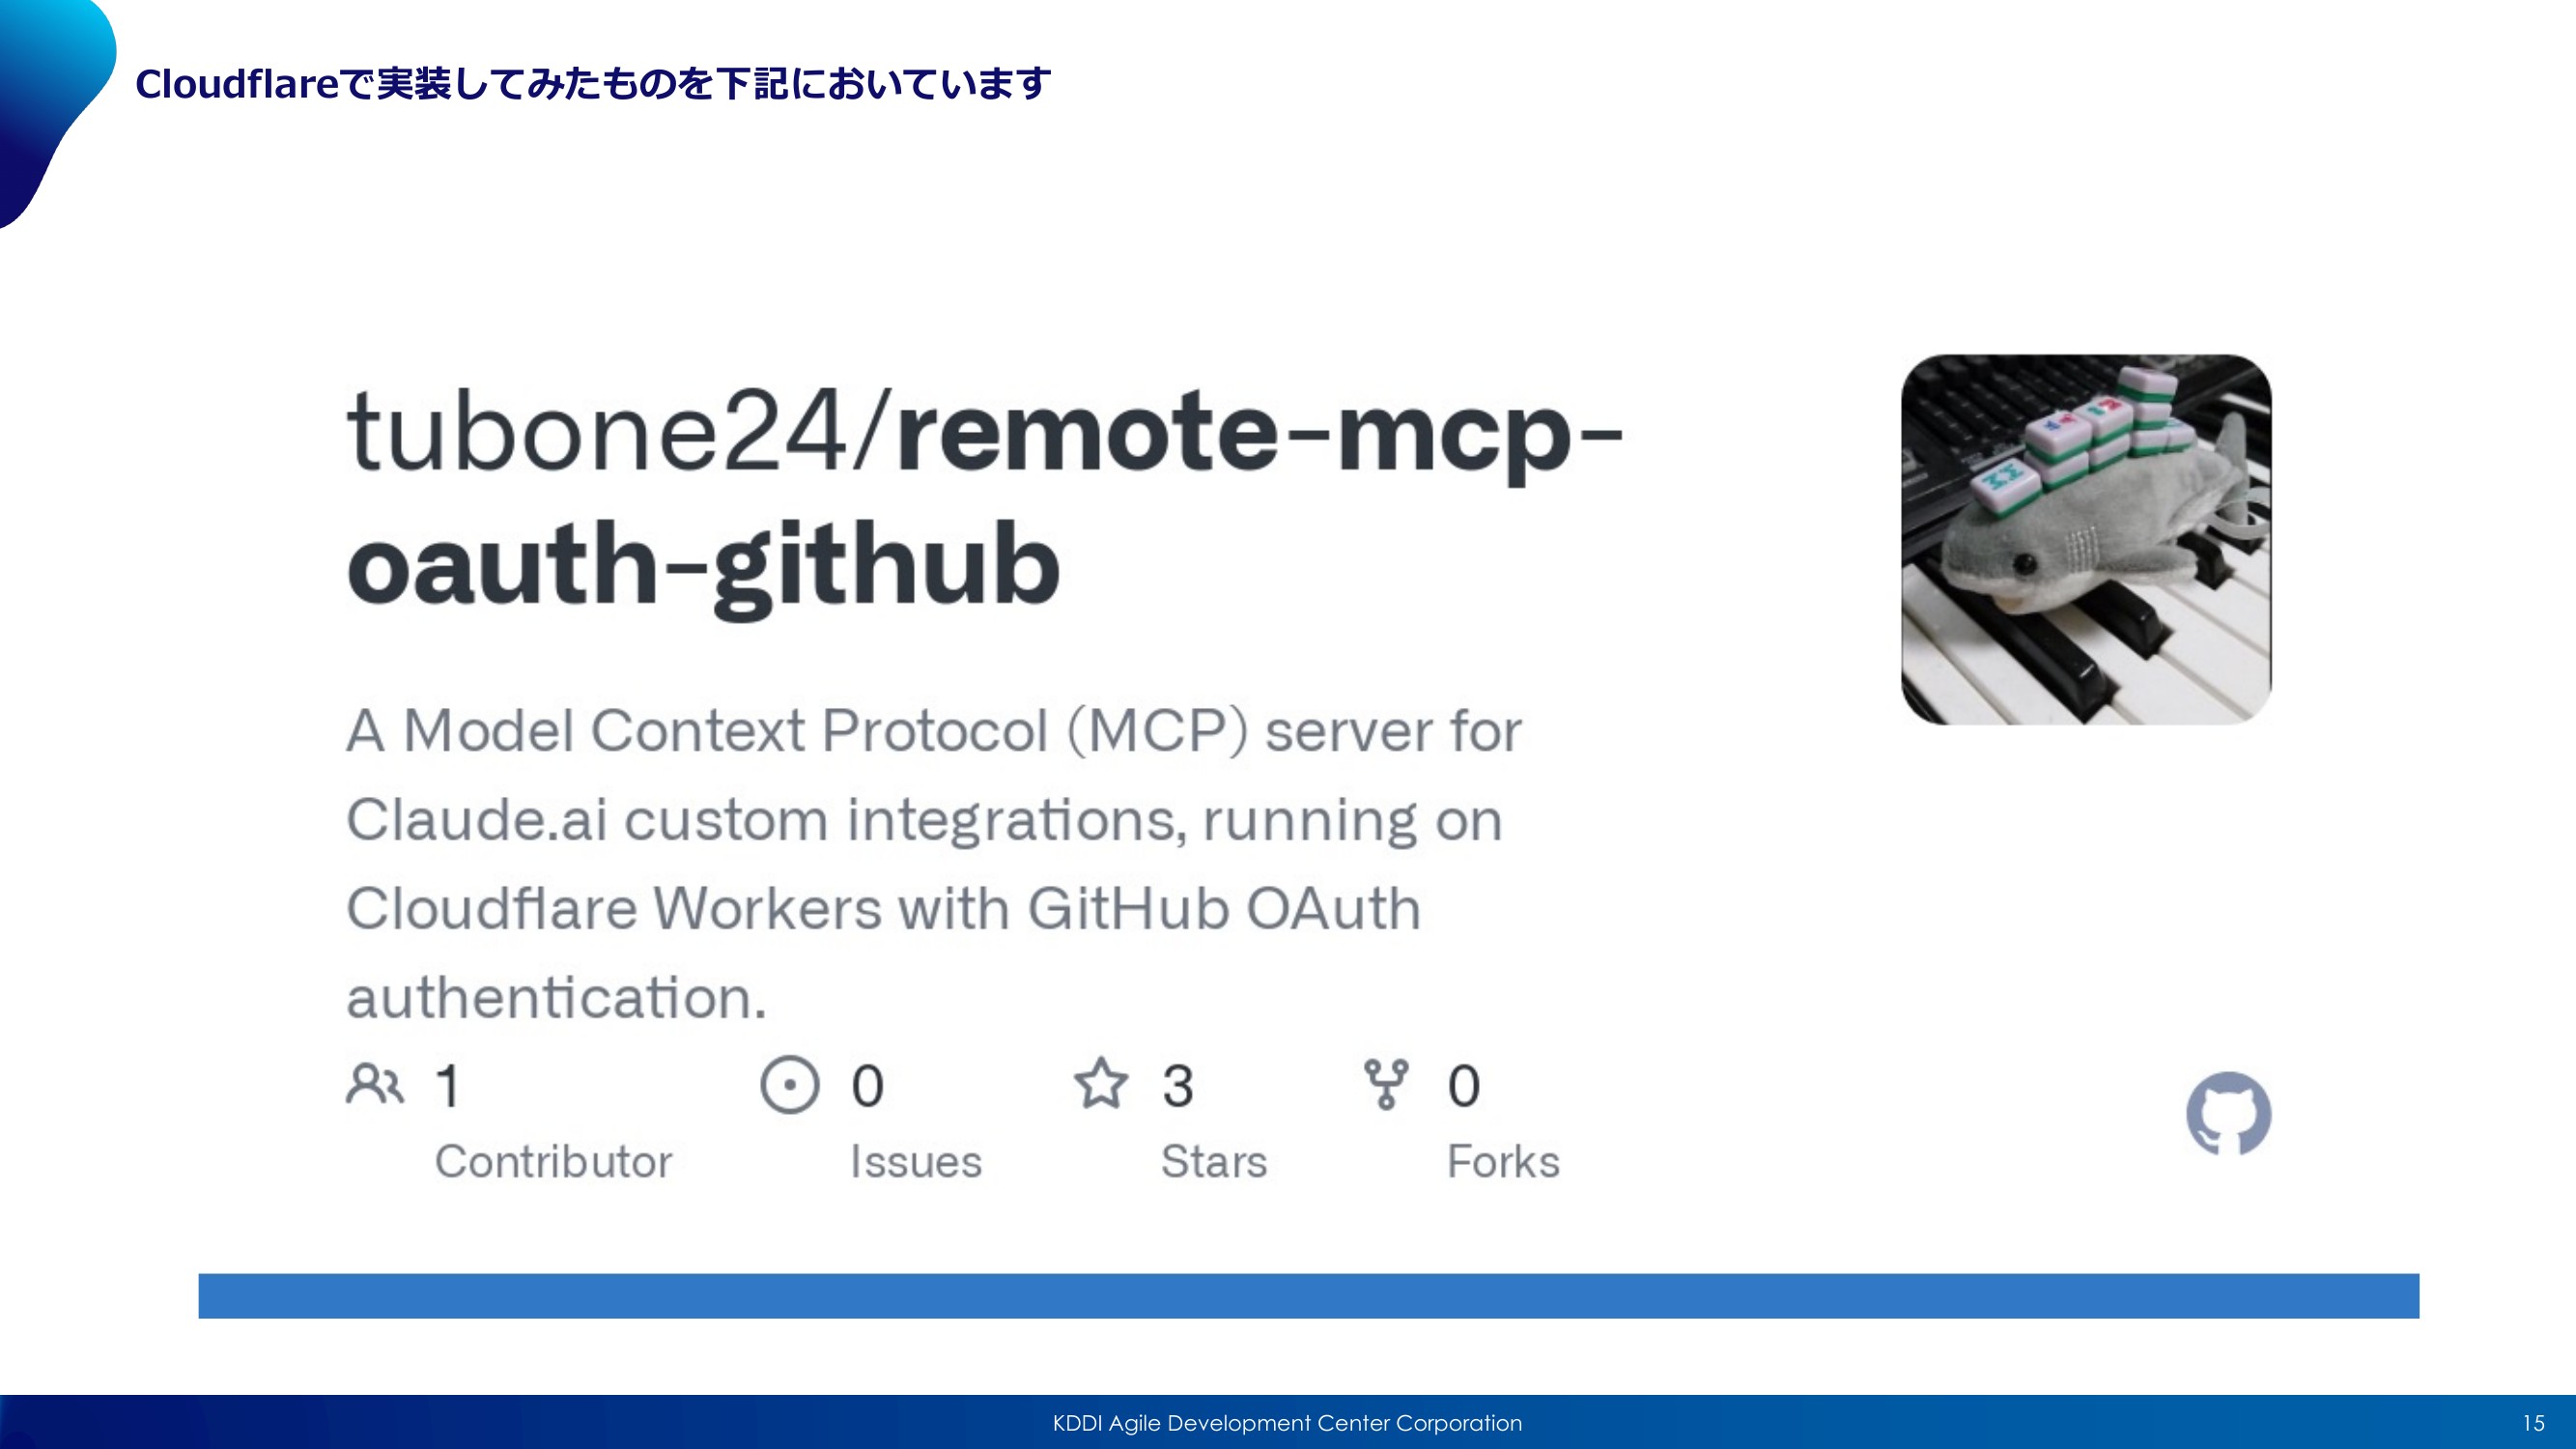 Cloudflareで実装してみたものを下記においています
tubone24/remote-mcp-
oauth-github
A Model Context Protocol (MCP) server for
Claude.ai custom integrations, running on
Cloudflare Workers with GitHub OAuth
authentication.
1 0 3 0
Contributor Issues Stars Forks
KDDI Agile Development Center Corporation 15